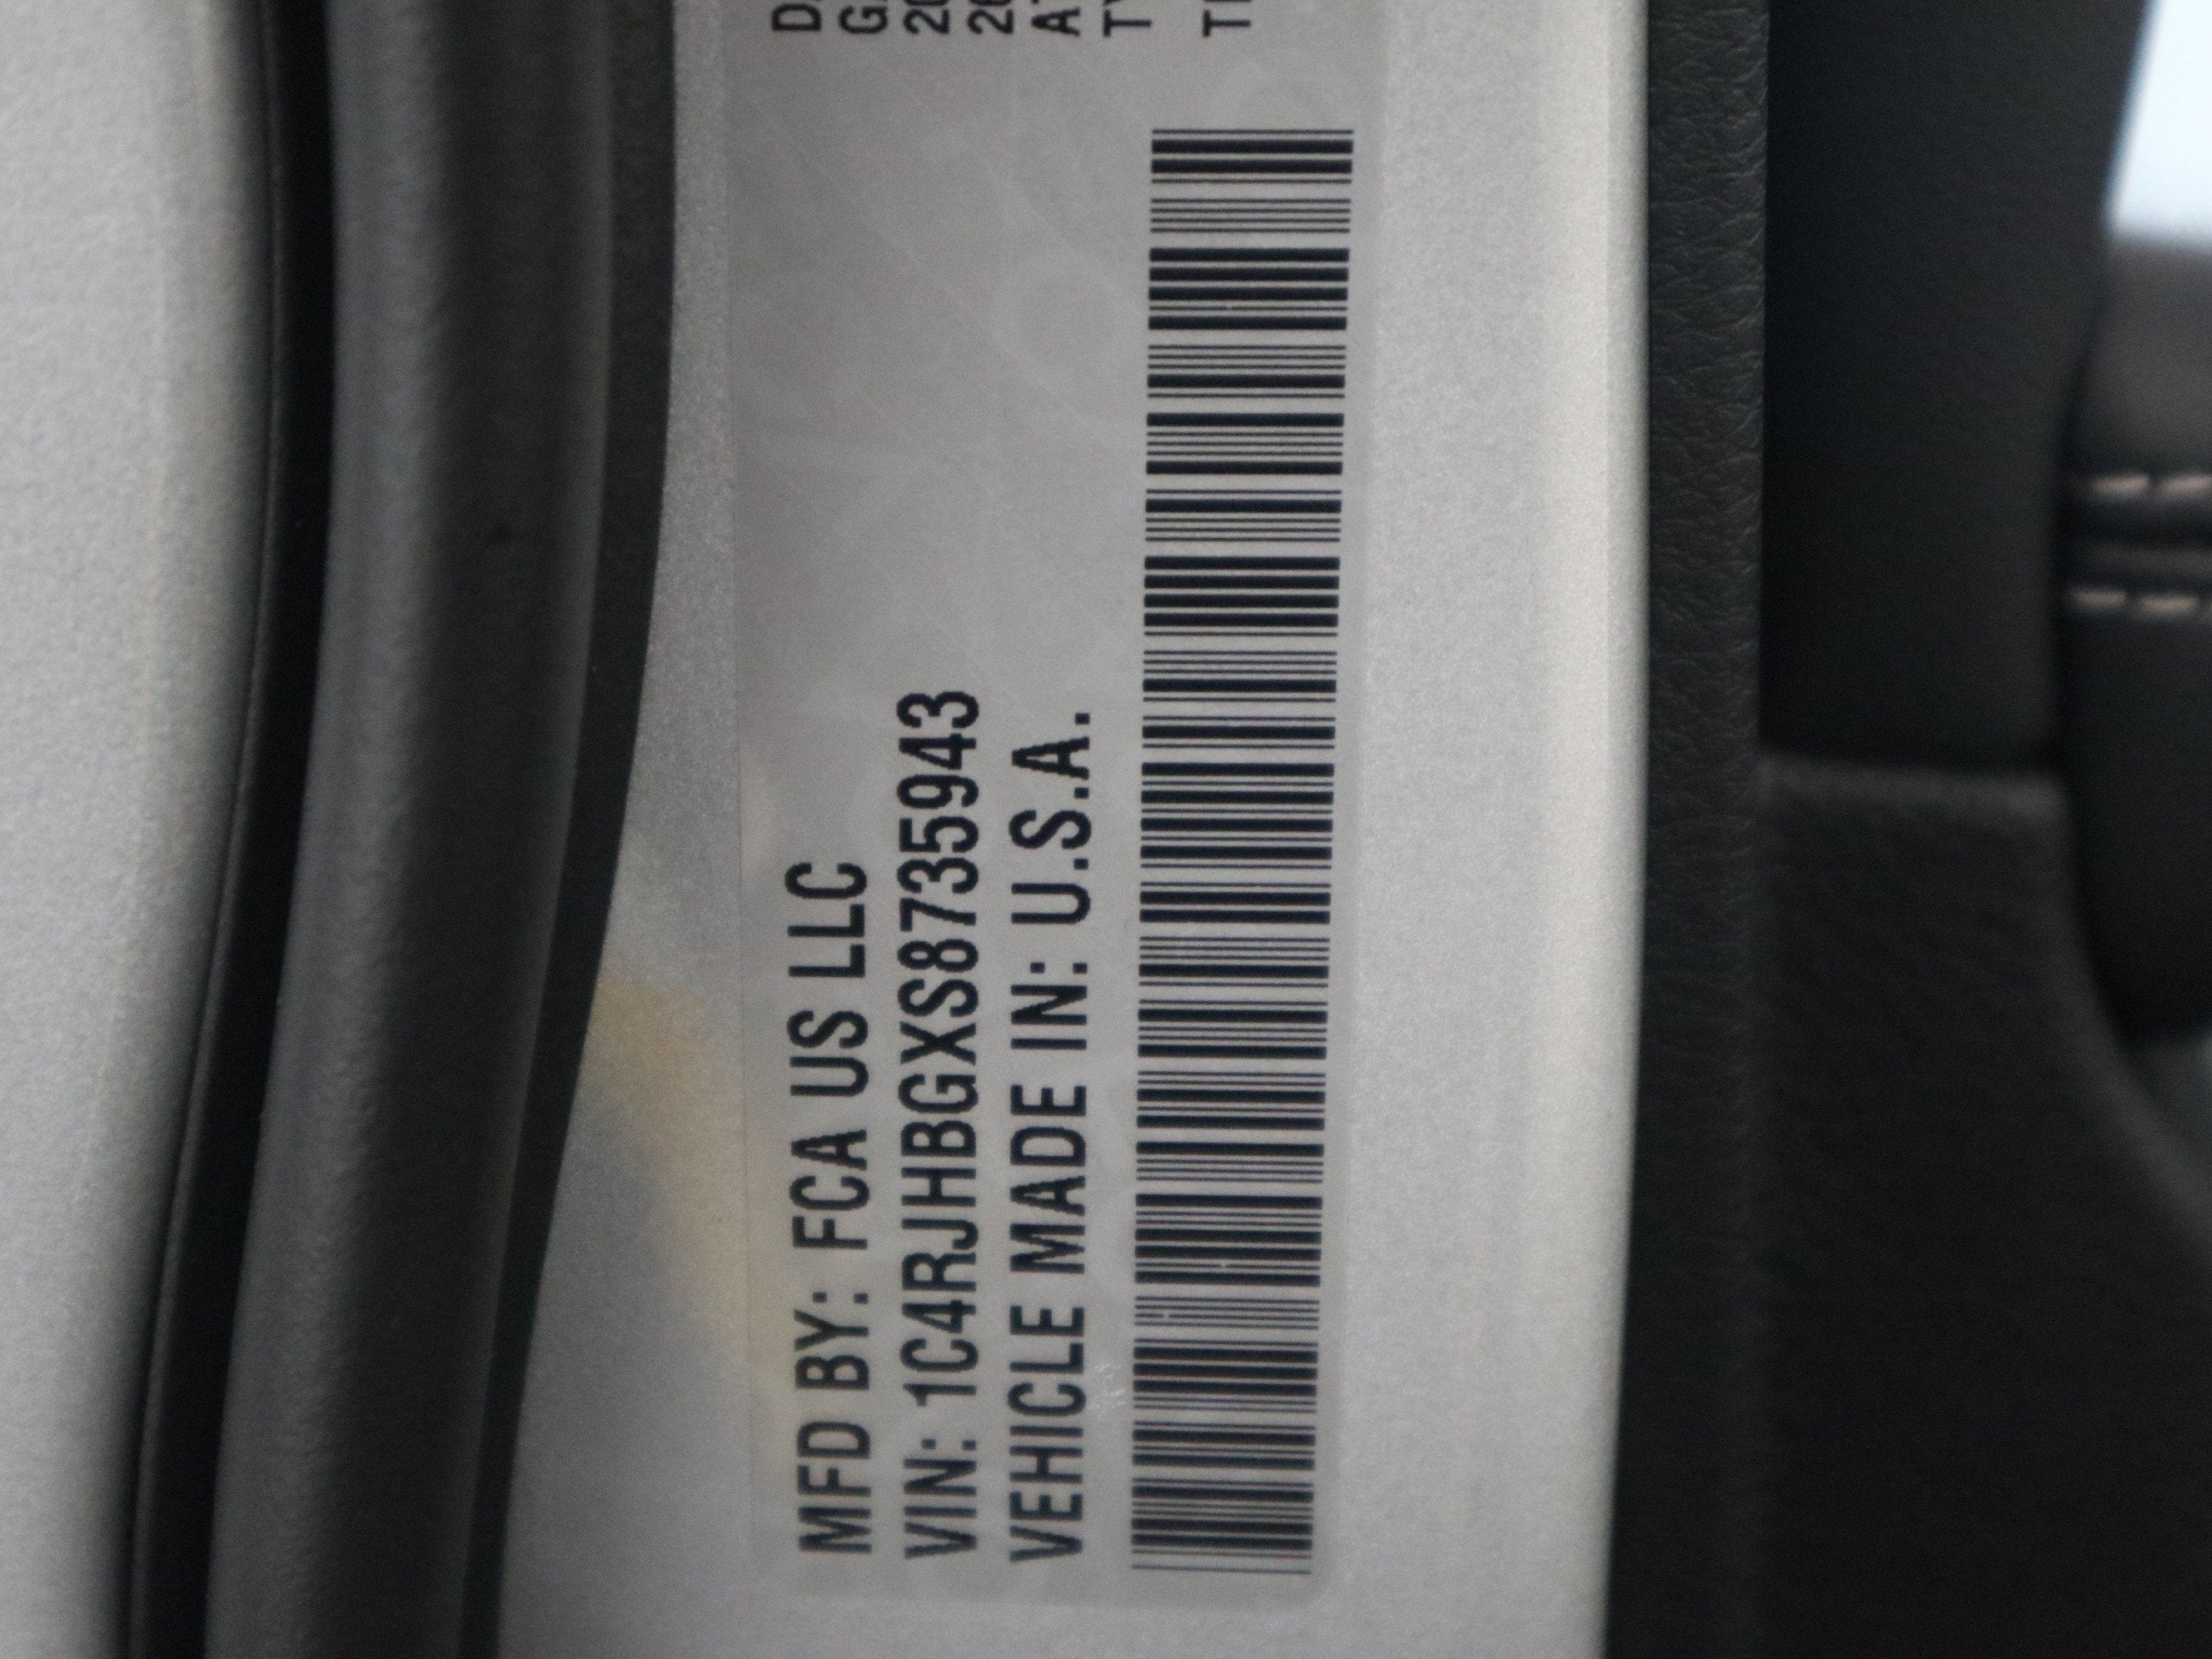 MFD BY: FCA US LLC
VIN: 1C4RJHBGXS8735943
VEHICLE MADE IN: U.S.A.